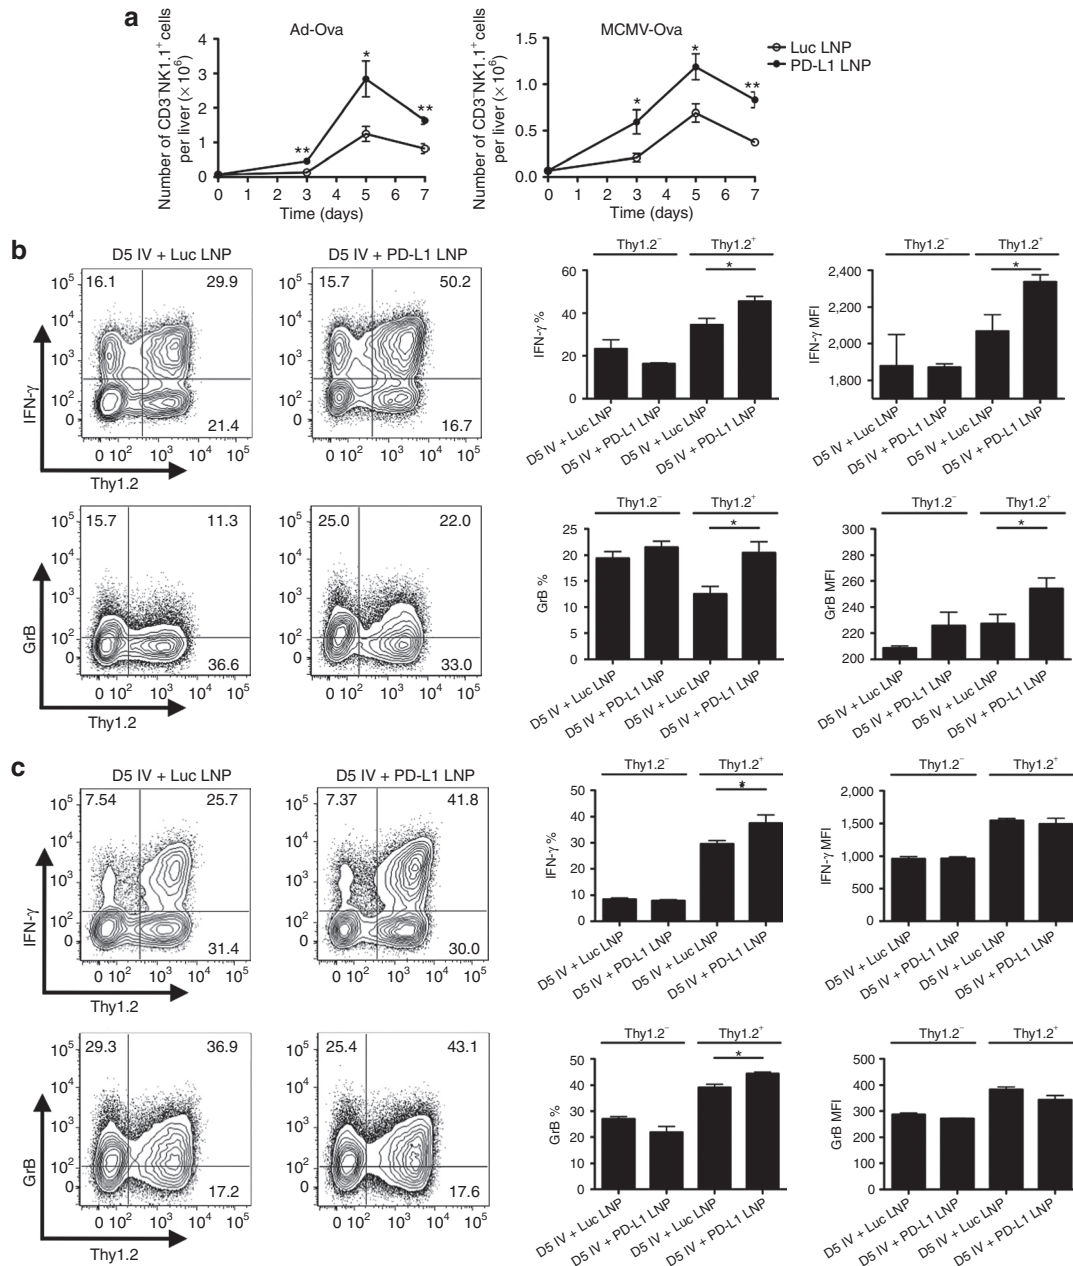 a
Ad-Ova
Number of CD3⁻NK1.1⁺ cells
per liver (× 10⁶)
4
3
2
1
0
0 1 2 3 4 5 6 7
Time (days)
**
*
**
MCMV-Ova
Number of CD3⁻NK1.1⁺ cells
per liver (× 10⁶)
1.5
1.0
0.5
0.0
0 1 2 3 4 5 6 7
Time (days)
*
*
**
Luc LNP
PD-L1 LNP
b
D5 IV + Luc LNP
D5 IV + PD-L1 LNP
10⁵
10⁴
10³
10²
0
16.1 29.9
21.4
0 10² 10³ 10⁴ 10⁵
IFN-γ
Thy1.2
10⁵
10⁴
10³
10²
0
15.7 50.2
16.7
0 10² 10³ 10⁴ 10⁵
Thy1.2⁻ Thy1.2⁺
*
IFN-γ %
60
40
20
0
D5 IV + Luc LNP
D5 IV + PD-L1 LNP
D5 IV + Luc LNP
D5 IV + PD-L1 LNP
Thy1.2⁻ Thy1.2⁺
*
IFN-γ MFI
2,400
2,200
2,000
1,800
D5 IV + Luc LNP
D5 IV + PD-L1 LNP
D5 IV + Luc LNP
D5 IV + PD-L1 LNP
10⁵
10⁴
10³
10²
0
15.7 11.3
36.6
0 10² 10³ 10⁴ 10⁵
GrB
Thy1.2
10⁵
10⁴
10³
10²
0
25.0 22.0
33.0
0 10² 10³ 10⁴ 10⁵
Thy1.2⁻ Thy1.2⁺
*
GrB %
25
20
15
10
5
0
D5 IV + Luc LNP
D5 IV + PD-L1 LNP
D5 IV + Luc LNP
D5 IV + PD-L1 LNP
Thy1.2⁻ Thy1.2⁺
*
GrB MFI
300
280
260
240
220
200
D5 IV + Luc LNP
D5 IV + PD-L1 LNP
D5 IV + Luc LNP
D5 IV + PD-L1 LNP
c
D5 IV + Luc LNP
D5 IV + PD-L1 LNP
10⁵
10⁴
10³
10²
0
7.54 25.7
31.4
0 10² 10³ 10⁴ 10⁵
IFN-γ
Thy1.2
10⁵
10⁴
10³
10²
0
7.37 41.8
30.0
0 10² 10³ 10⁴ 10⁵
Thy1.2⁻ Thy1.2⁺
*
IFN-γ %
50
40
30
20
10
0
D5 IV + Luc LNP
D5 IV + PD-L1 LNP
D5 IV + Luc LNP
D5 IV + PD-L1 LNP
Thy1.2⁻ Thy1.2⁺
IFN-γ MFI
2,000
1,500
1,000
500
0
D5 IV + Luc LNP
D5 IV + PD-L1 LNP
D5 IV + Luc LNP
D5 IV + PD-L1 LNP
10⁵
10⁴
10³
10²
0
29.3 36.9
17.2
0 10² 10³ 10⁴ 10⁵
GrB
Thy1.2
10⁵
10⁴
10³
10²
0
25.4 43.1
17.6
0 10² 10³ 10⁴ 10⁵
Thy1.2⁻ Thy1.2⁺
*
GrB %
50
40
30
20
10
0
D5 IV + Luc LNP
D5 IV + PD-L1 LNP
D5 IV + Luc LNP
D5 IV + PD-L1 LNP
Thy1.2⁻ Thy1.2⁺
GrB MFI
500
400
300
200
100
0
D5 IV + Luc LNP
D5 IV + PD-L1 LNP
D5 IV + Luc LNP
D5 IV + PD-L1 LNP